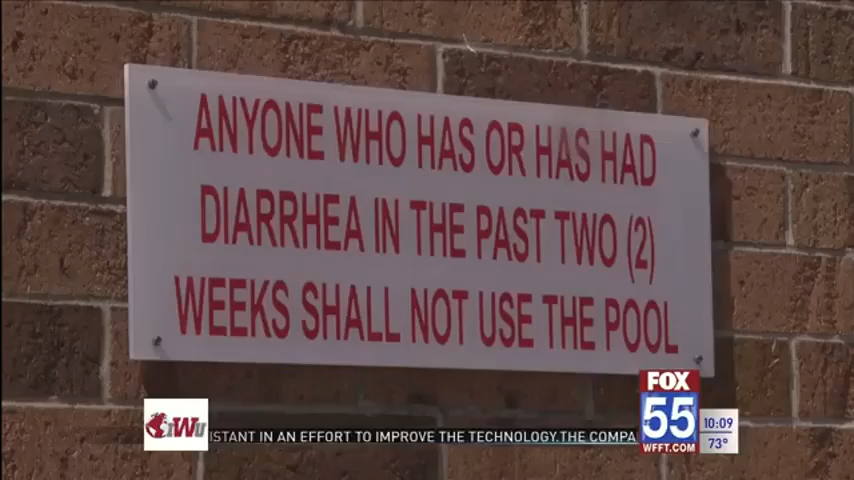 ANYONE WHO HAS OR HAS HAD
DIARRHEA IN THE PAST TWO (2)
WEEKS SHALL NOT USE THE POOL
FOX
55
WFFT.COM
10:09
73°
IWU
ISTANT IN AN EFFORT TO IMPROVE THE TECHNOLOGY.THE COMPA